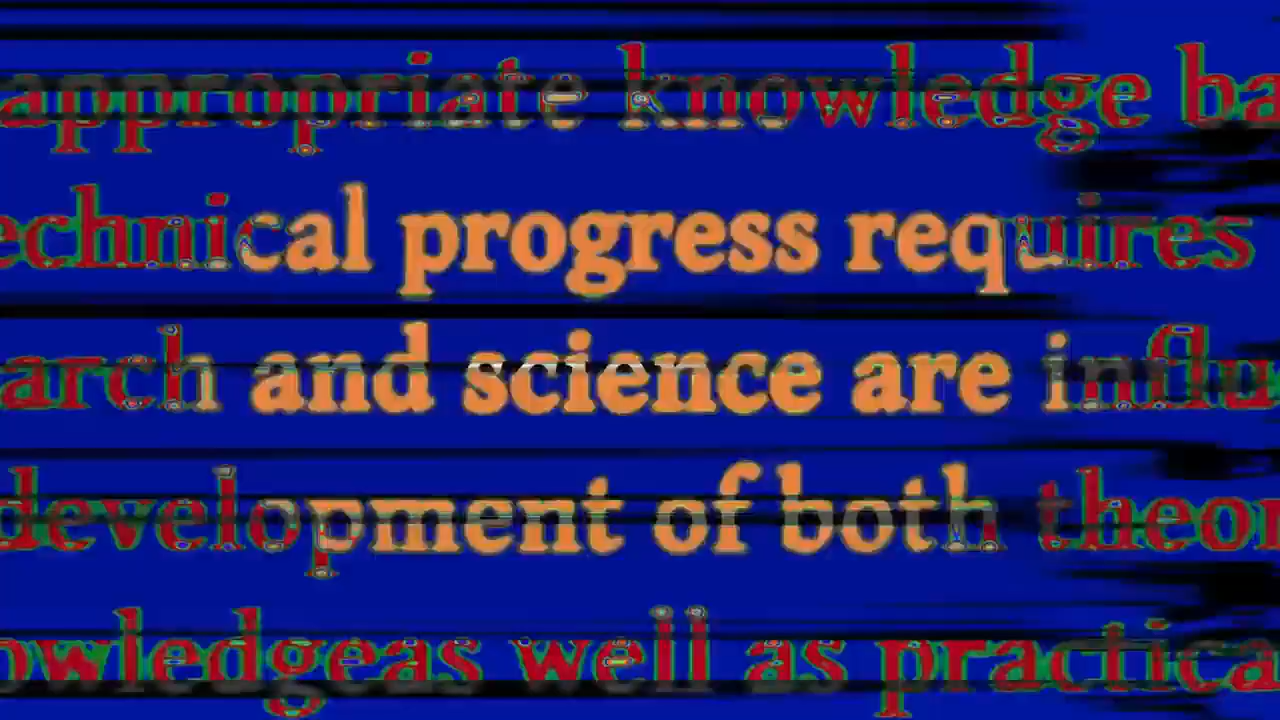 appropriate knowledge ba
echnical progress requires
arch and science are influ
development of both theor
owledgeas well as practica